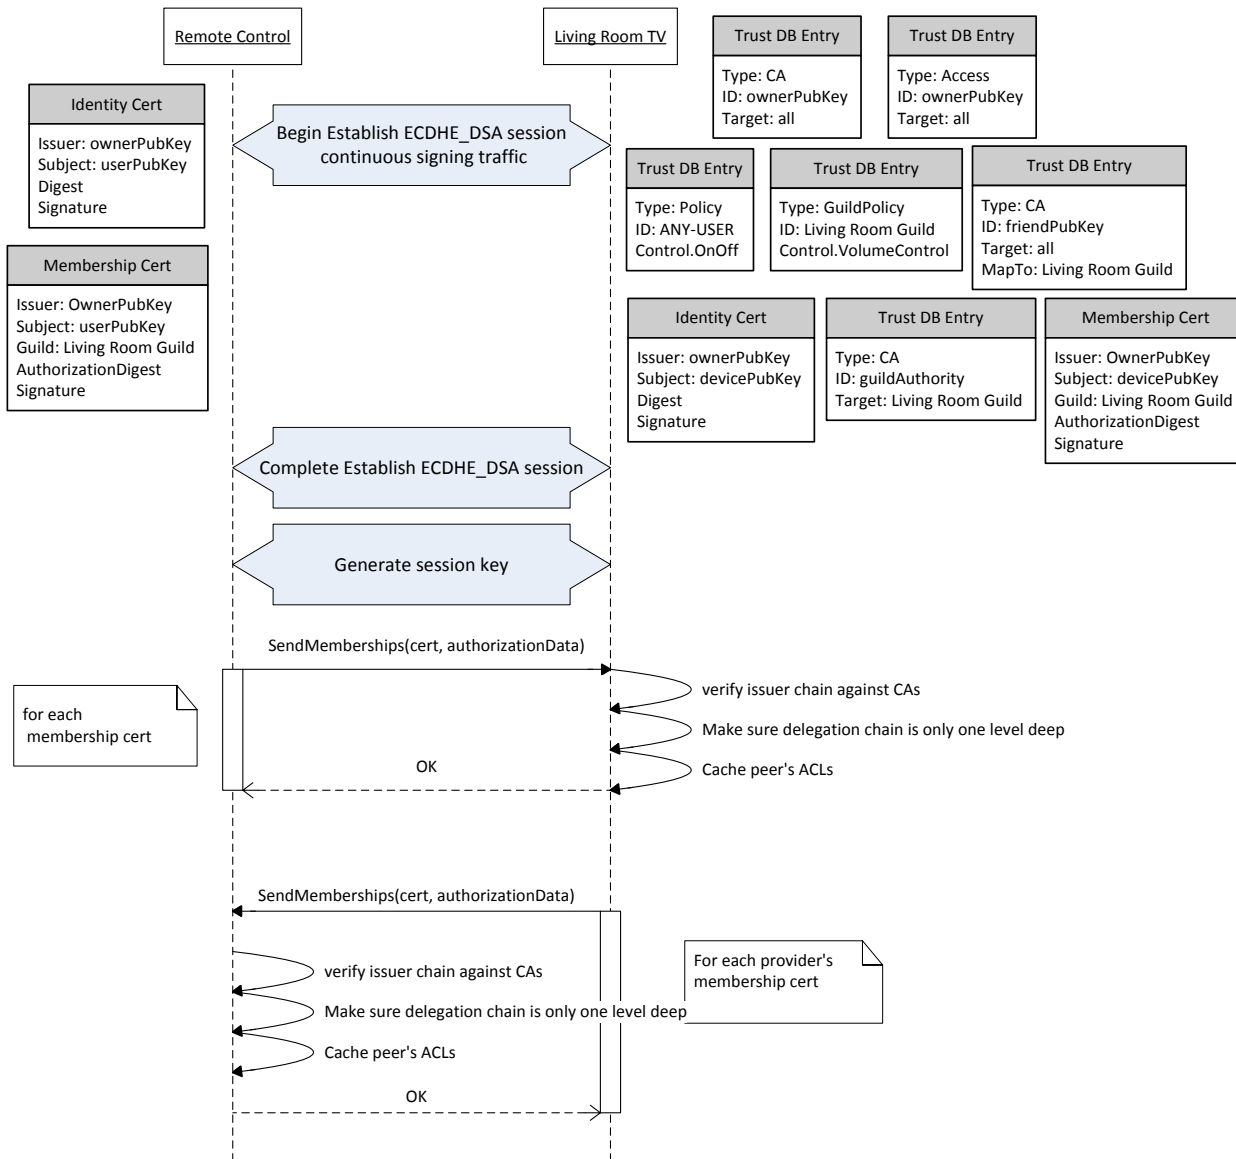 Remote Control
Living Room TV
Trust DB Entry
Type: CA
ID: ownerPubKey
Target: all
Trust DB Entry
Type: Access
ID: ownerPubKey
Target: all
Identity Cert
Issuer: ownerPubKey
Subject: userPubKey
Digest
Signature
Begin Establish ECDHE_DSA session
continuous signing traffic
Trust DB Entry
Type: Policy
ID: ANY-USER
Control.OnOff
Trust DB Entry
Type: GuildPolicy
ID: Living Room Guild
Control.VolumeControl
Trust DB Entry
Type: CA
ID: friendPubKey
Target: all
MapTo: Living Room Guild
Membership Cert
Issuer: OwnerPubKey
Subject: userPubKey
Guild: Living Room Guild
AuthorizationDigest
Signature
Identity Cert
Issuer: ownerPubKey
Subject: devicePubKey
Digest
Signature
Trust DB Entry
Type: CA
ID: guildAuthority
Target: Living Room Guild
Membership Cert
Issuer: OwnerPubKey
Subject: devicePubKey
Guild: Living Room Guild
AuthorizationDigest
Signature
Complete Establish ECDHE_DSA session
Generate session key
SendMemberships(cert, authorizationData)
for each
membership cert
verify issuer chain against CAs
Make sure delegation chain is only one level deep
Cache peer's ACLs
OK
SendMemberships(cert, authorizationData)
For each provider's
membership cert
verify issuer chain against CAs
Make sure delegation chain is only one level deep
Cache peer's ACLs
OK